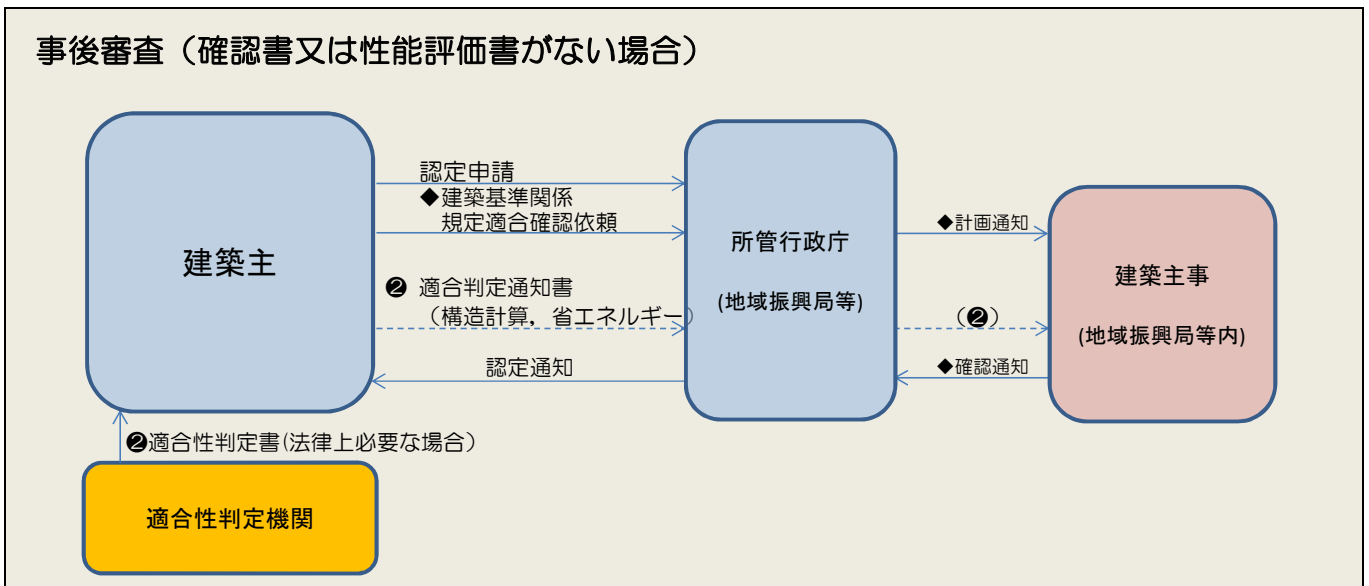 事後審査（確認書又は性能評価書がない場合）
建築主
認定申請
◆建築基準関係
規定適合確認依頼
❷ 適合判定通知書
（構造計算，省エネルギー）
認定通知
所管行政庁
(地域振興局等)
◆計画通知
（❷）
◆確認通知
建築主事
(地域振興局等内)
❷適合性判定書(法律上必要な場合）
適合性判定機関